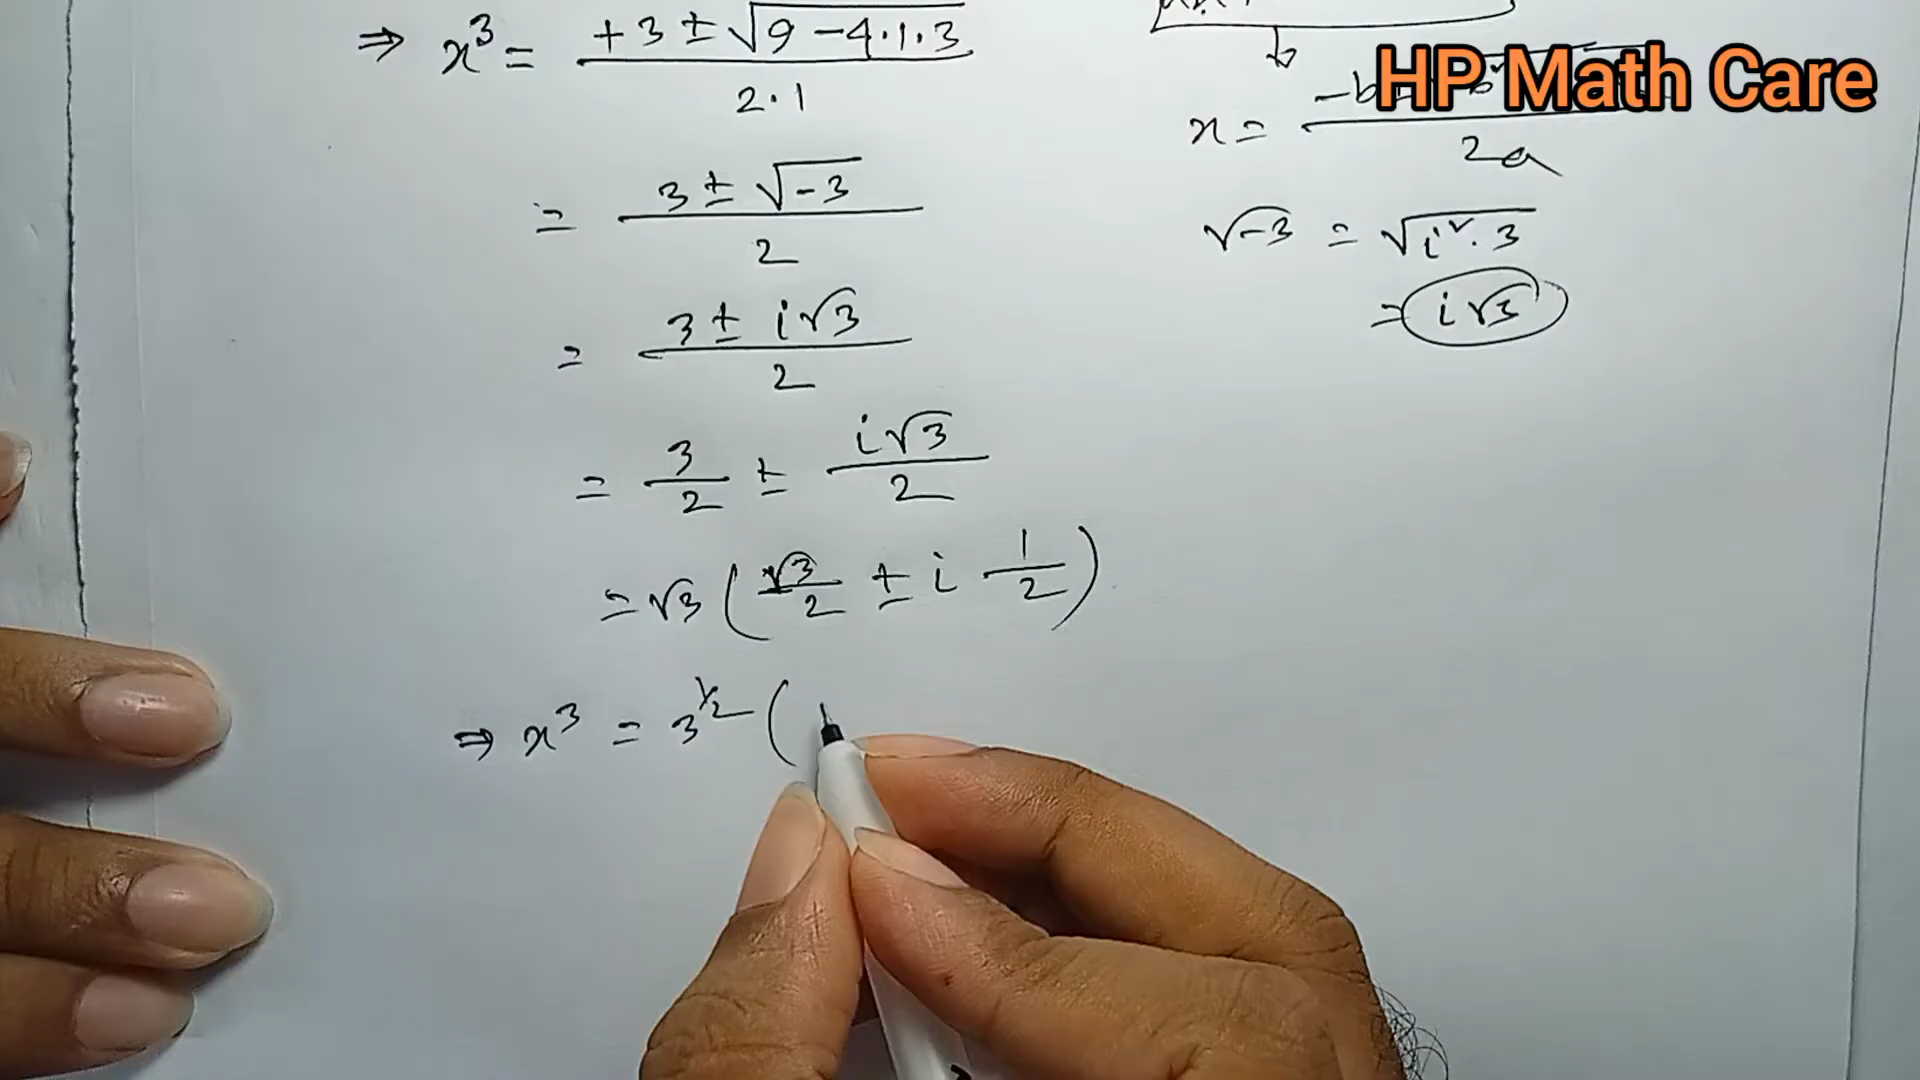 ⇒ x³ = (+3 ± √(9 − 4·1·3)) / (2·1)
= (3 ± √−3) / 2
= (3 ± i√3) / 2
= 3/2 ± i√3/2
= √3 (√3/2 ± i 1/2)
⇒ x³ = 3^(1/2) (
HP Math Care
x = −b / 2a
√−3 = √(i²·3)
= i√3